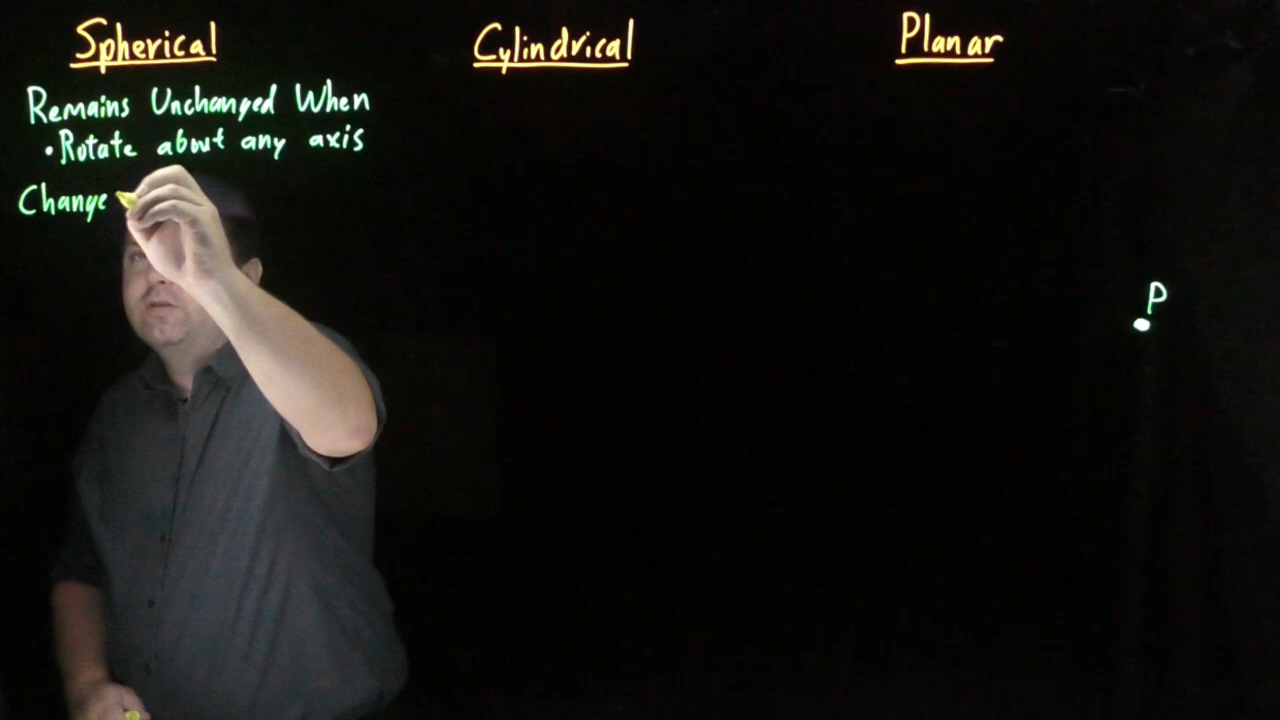 Spherical
Cylindrical
Planar
Remains Unchanged When
• Rotate about any axis
Change
P